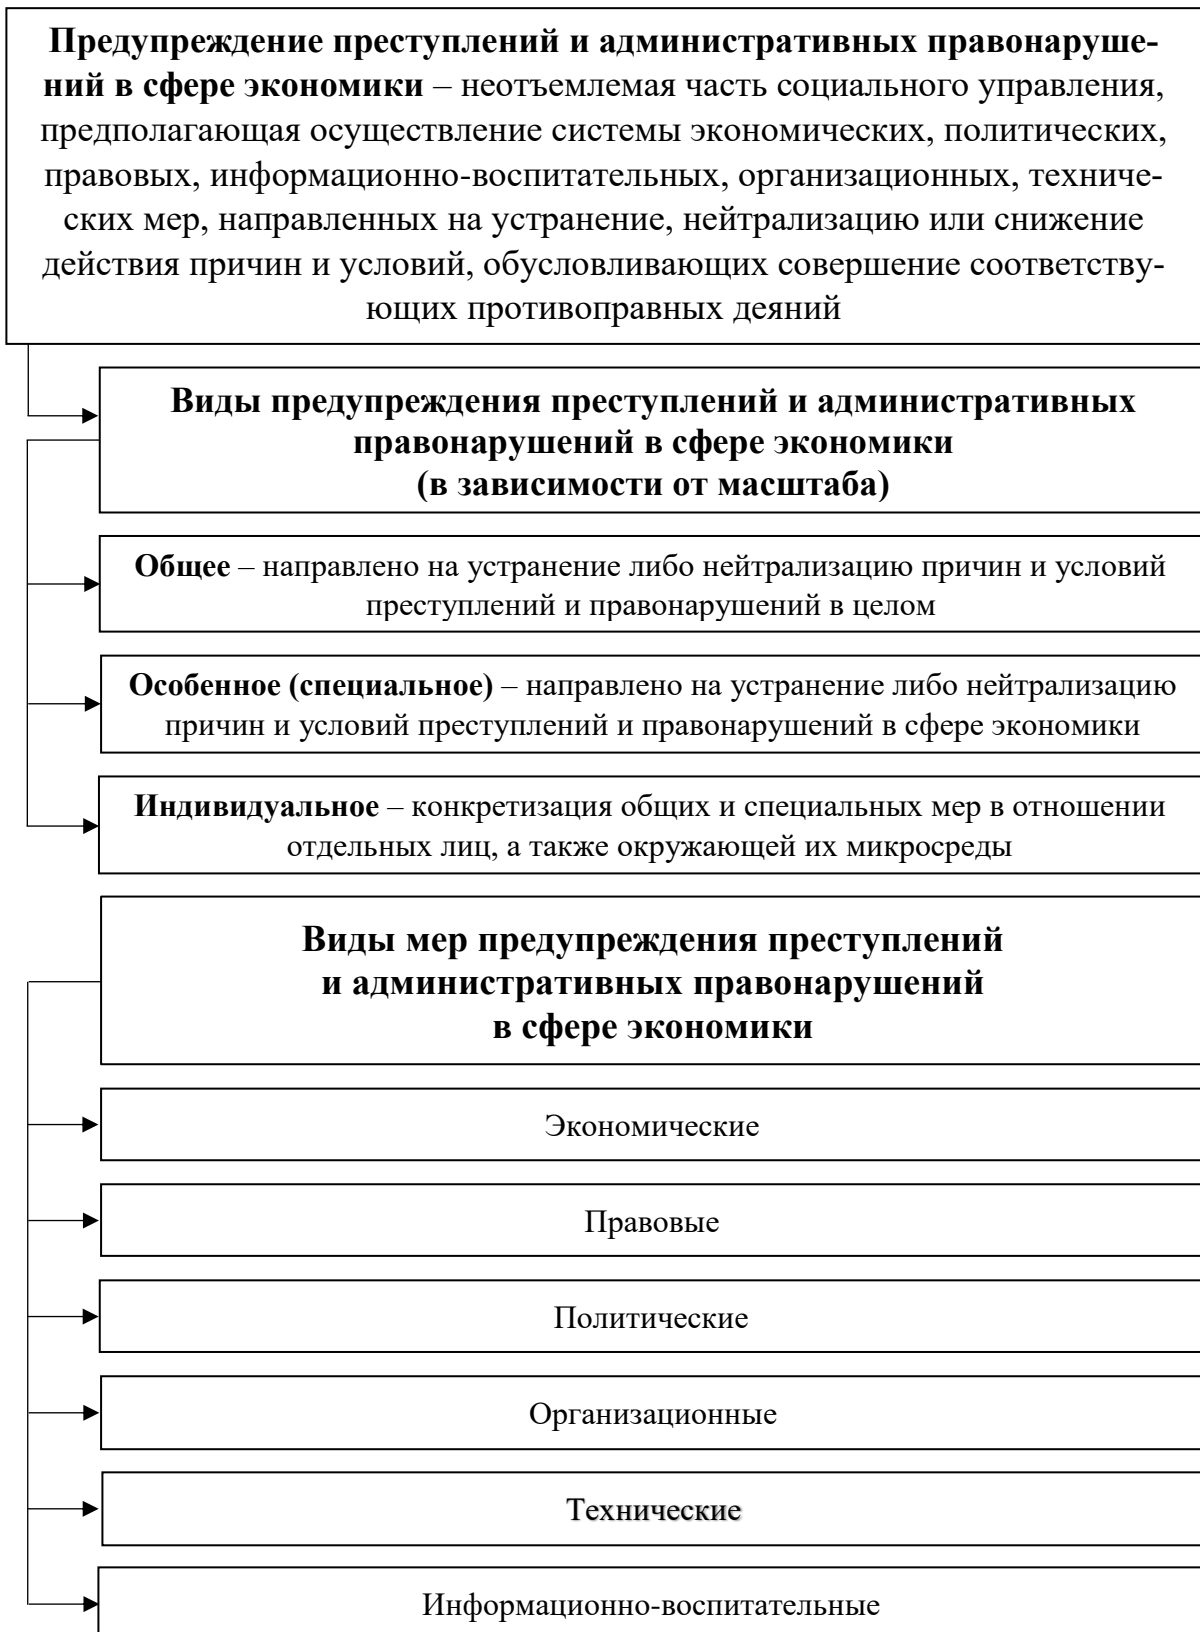 Предупреждение преступлений и административных правонаруше-
ний в сфере экономики – неотъемлемая часть социального управления,
предполагающая осуществление системы экономических, политических,
правовых, информационно-воспитательных, организационных, техниче-
ских мер, направленных на устранение, нейтрализацию или снижение
действия причин и условий, обусловливающих совершение соответству-
ющих противоправных деяний
Виды предупреждения преступлений и административных
правонарушений в сфере экономики
(в зависимости от масштаба)
Общее – направлено на устранение либо нейтрализацию причин и условий
преступлений и правонарушений в целом
Особенное (специальное) – направлено на устранение либо нейтрализацию
причин и условий преступлений и правонарушений в сфере экономики
Индивидуальное – конкретизация общих и специальных мер в отношении
отдельных лиц, а также окружающей их микросреды
Виды мер предупреждения преступлений
и административных правонарушений
в сфере экономики
Экономические
Правовые
Политические
Организационные
Технические
Информационно-воспитательные